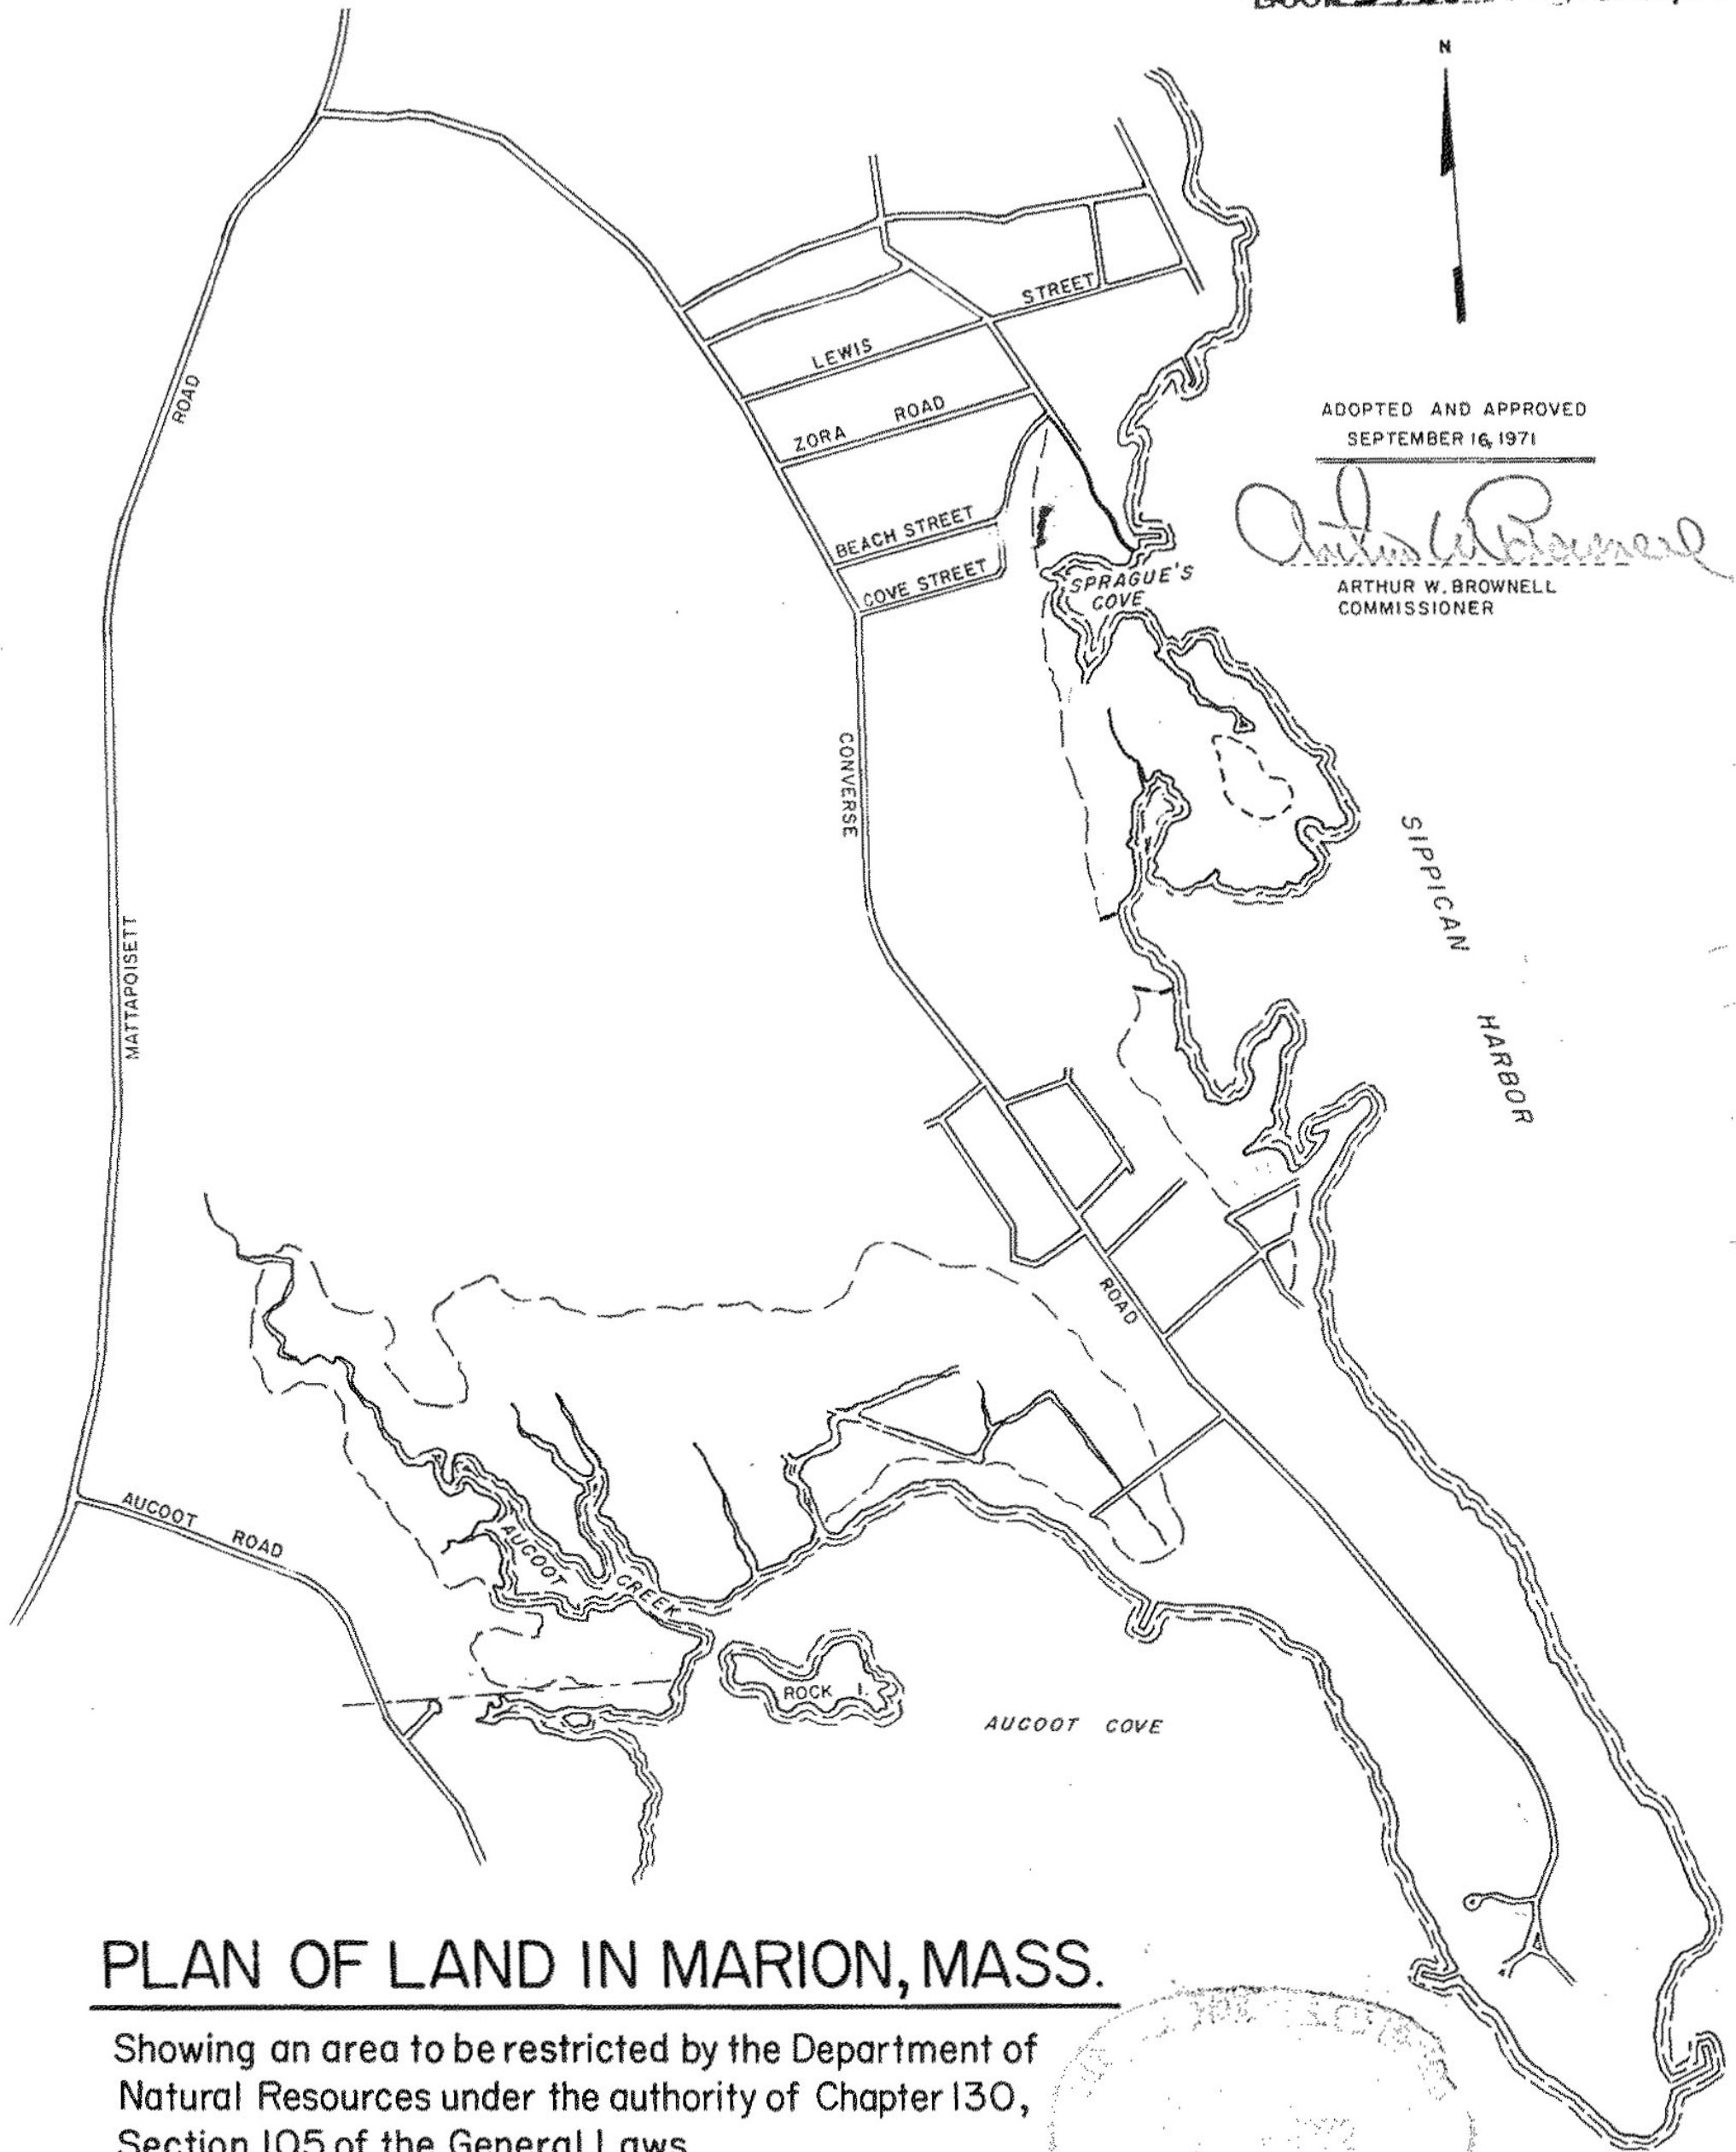 N
ROAD
STREET
LEWIS
ZORA ROAD
BEACH STREET
COVE STREET
ADOPTED AND APPROVED
SEPTEMBER 16, 1971
ARTHUR W. BROWNELL
COMMISSIONER
SPRAGUE'S
COVE
CONVERSE
SIPPICAN
HARBOR
MATTAPOISETT
ROAD
AUCOOT ROAD
AUCOOT
CREEK
ROCK I.
AUCOOT COVE
PLAN OF LAND IN MARION, MASS.
Showing an area to be restricted by the Department of
Natural Resources under the authority of Chapter 130,
Section 105 of the General Laws